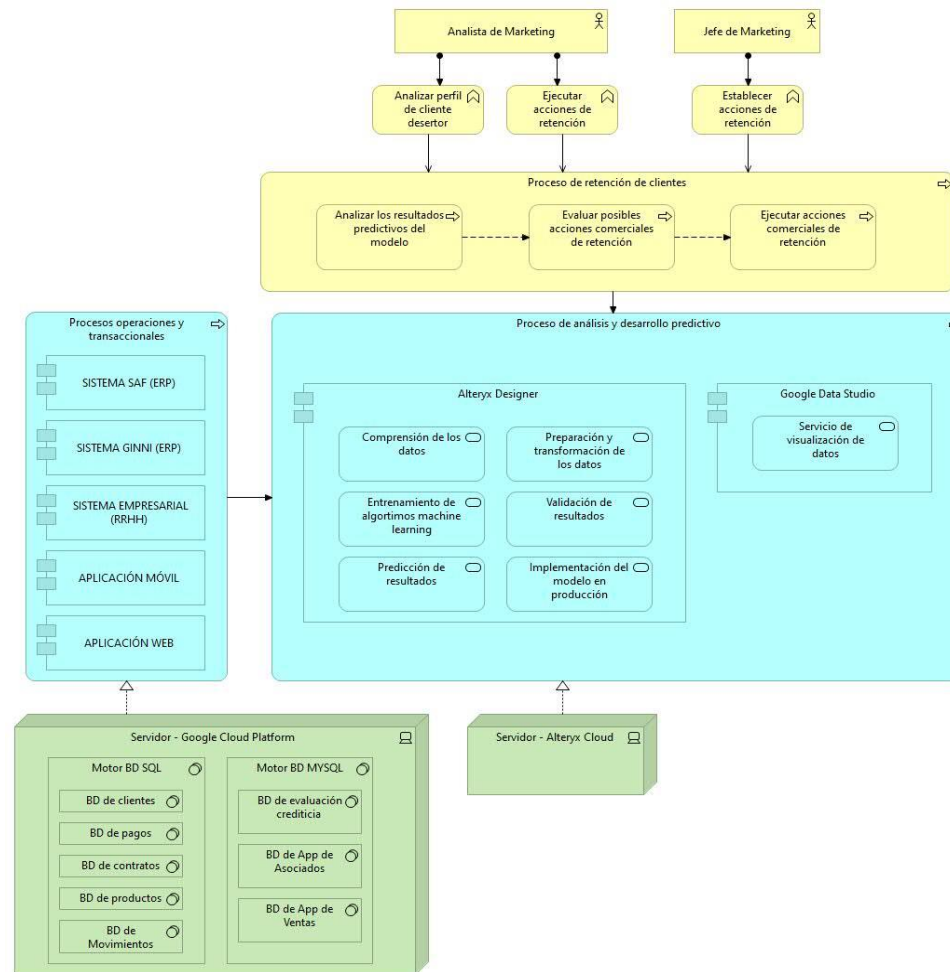 Analista de Marketing
Jefe de Marketing
Analizar perfil
de cliente
desertor
Ejecutar
acciones de
retención
Establecer
acciones de
retención
Proceso de retención de clientes
Analizar los resultados
predictivos del
modelo
Evaluar posibles
acciones comerciales
de retención
Ejecutar acciones
comerciales de
retención
Procesos operaciones y
transaccionales
SISTEMA SAF (ERP)
SISTEMA GINNI (ERP)
SISTEMA EMPRESARIAL
(RRHH)
APLICACIÓN MÓVIL
APLICACIÓN WEB
Proceso de análisis y desarrollo predictivo
Alteryx Designer
Comprensión de los
datos
Preparación y
transformación de
los datos
Entrenamiento de
algortimos machine
learning
Validación de
resultados
Predicción de
resultados
Implementación del
modelo en
producción
Google Data Studio
Servicio de
visualización de
datos
Servidor - Google Cloud Platform
Motor BD SQL
BD de clientes
BD de pagos
BD de contratos
BD de productos
BD de
Movimientos
Motor BD MYSQL
BD de evaluación
crediticia
BD de App de
Asociados
BD de App de
Ventas
Servidor - Alteryx Cloud